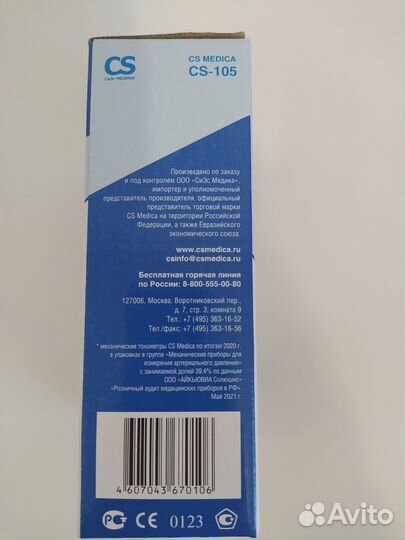 CS
СиЭс МЕДИКА
CS MEDICA
CS-105
Произведено по заказу
и под контролем ООО «СиЭс Медика»,
импортер и уполномоченный
представитель производителя, официальный
представитель торговой марки
CS Medica на территории Российской
Федерации, а также Евразийского
экономического союза.
www.csmedica.ru
csinfo@csmedica.ru
Бесплатная горячая линия
по России: 8-800-555-00-80
127006, Москва, Воротниковский пер.,
д. 7, стр. 3, комната 9
Тел.: +7 (495) 363-16-52
Тел./факс: +7 (495) 363-16-56
* механические тонометры CS Medica по итогам 2020 г.
в упаковках в группе «Механические приборы для
измерения артериального давления»
с занимаемой долей 39,4% по данным
ООО «АЙКЬЮВИА Солюшнс»
«Розничный аудит медицинских приборов в РФ».
Май 2021 г.
4 607043 670106
РСТ CE 0123
Avito